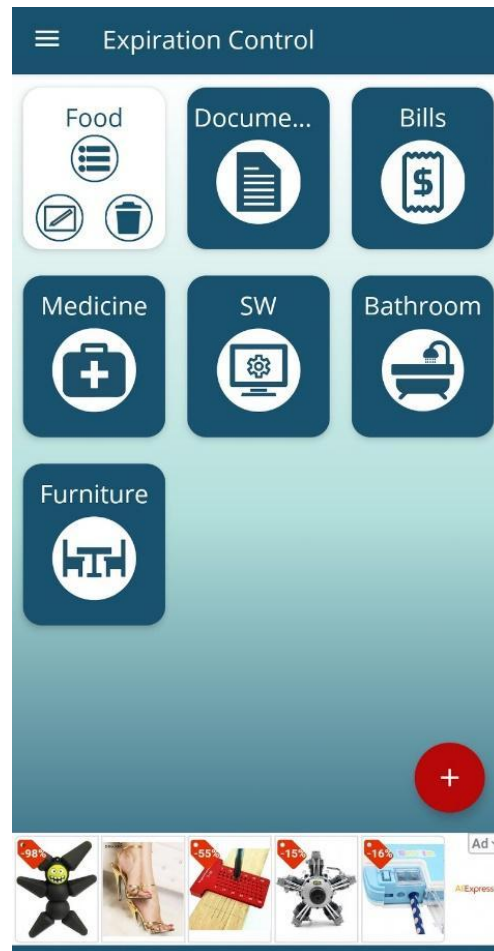 Expiration Control
Food
Docume...
Bills
$
Medicine
SW
Bathroom
Furniture
+
-98%
-55%
-15%
-16%
Ad
AliExpress